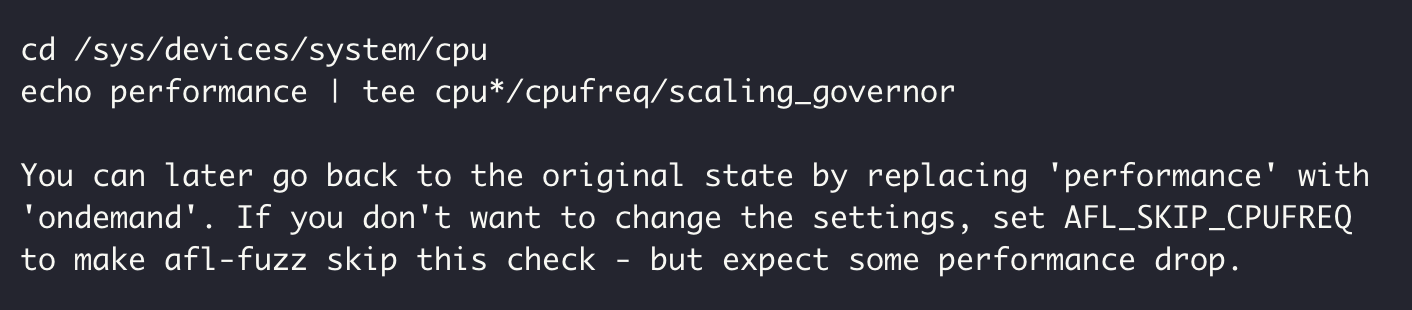 cd /sys/devices/system/cpu
echo performance | tee cpu*/cpufreq/scaling_governor
You can later go back to the original state by replacing 'performance' with
'ondemand'. If you don't want to change the settings, set AFL_SKIP_CPUFREQ
to make afl-fuzz skip this check - but expect some performance drop.